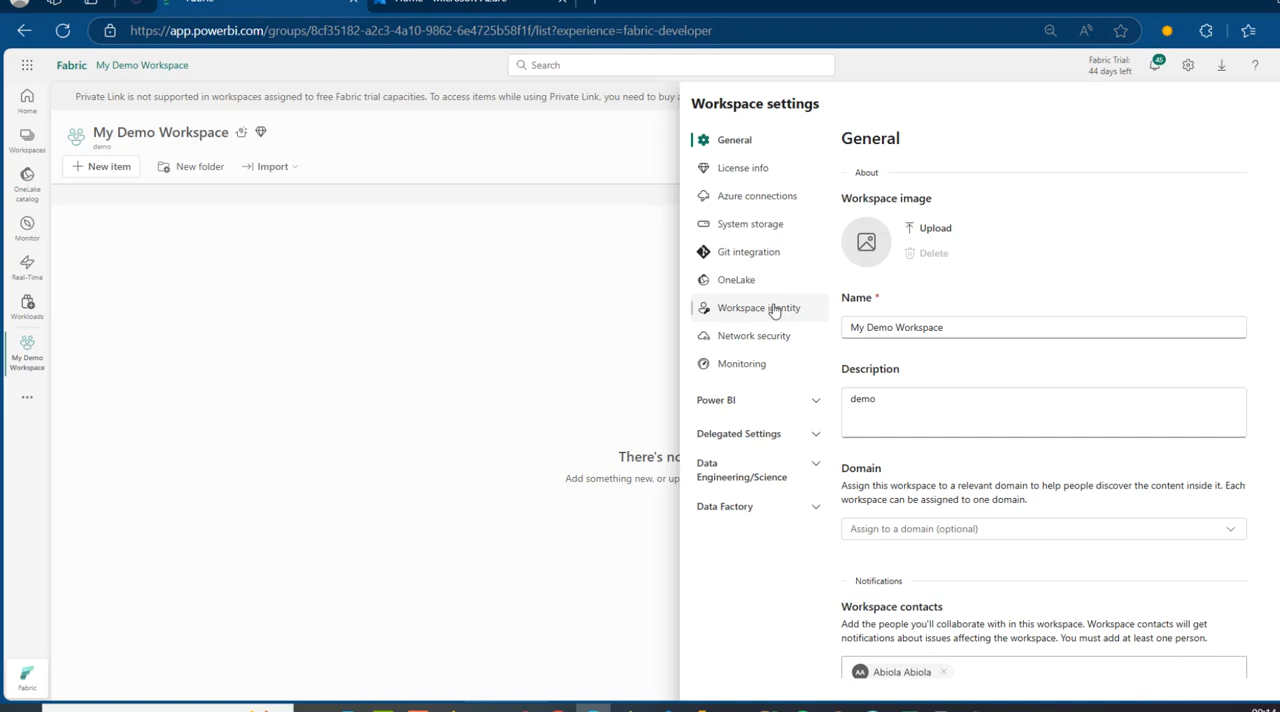 https://app.powerbi.com/groups/8cf35182-a2c3-4a10-9862-6e4725b58f1f/list?experience=fabric-developer
Fabric My Demo Workspace
Search
Fabric Trial:
44 days left
45
?
Home
Workspaces
OneLake
catalog
Monitor
Real-Time
Workloads
My Demo
Workspace
Fabric
Private Link is not supported in workspaces assigned to free Fabric trial capacities. To access items while using Private Link, you need to buy a
My Demo Workspace
demo
New item
New folder
Import
There's no
Add something new, or up
Workspace settings
General
License info
Azure connections
System storage
Git integration
OneLake
Workspace identity
Network security
Monitoring
Power BI
Delegated Settings
Data
Engineering/Science
Data Factory
General
About
Workspace image
Upload
Delete
Name *
My Demo Workspace
Description
demo
Domain
Assign this workspace to a relevant domain to help people discover the content inside it. Each
workspace can be assigned to one domain.
Assign to a domain (optional)
Notifications
Workspace contacts
Add the people you'll collaborate with in this workspace. Workspace contacts will get
notifications about issues affecting the workspace. You must add at least one person.
AA Abiola Abiola